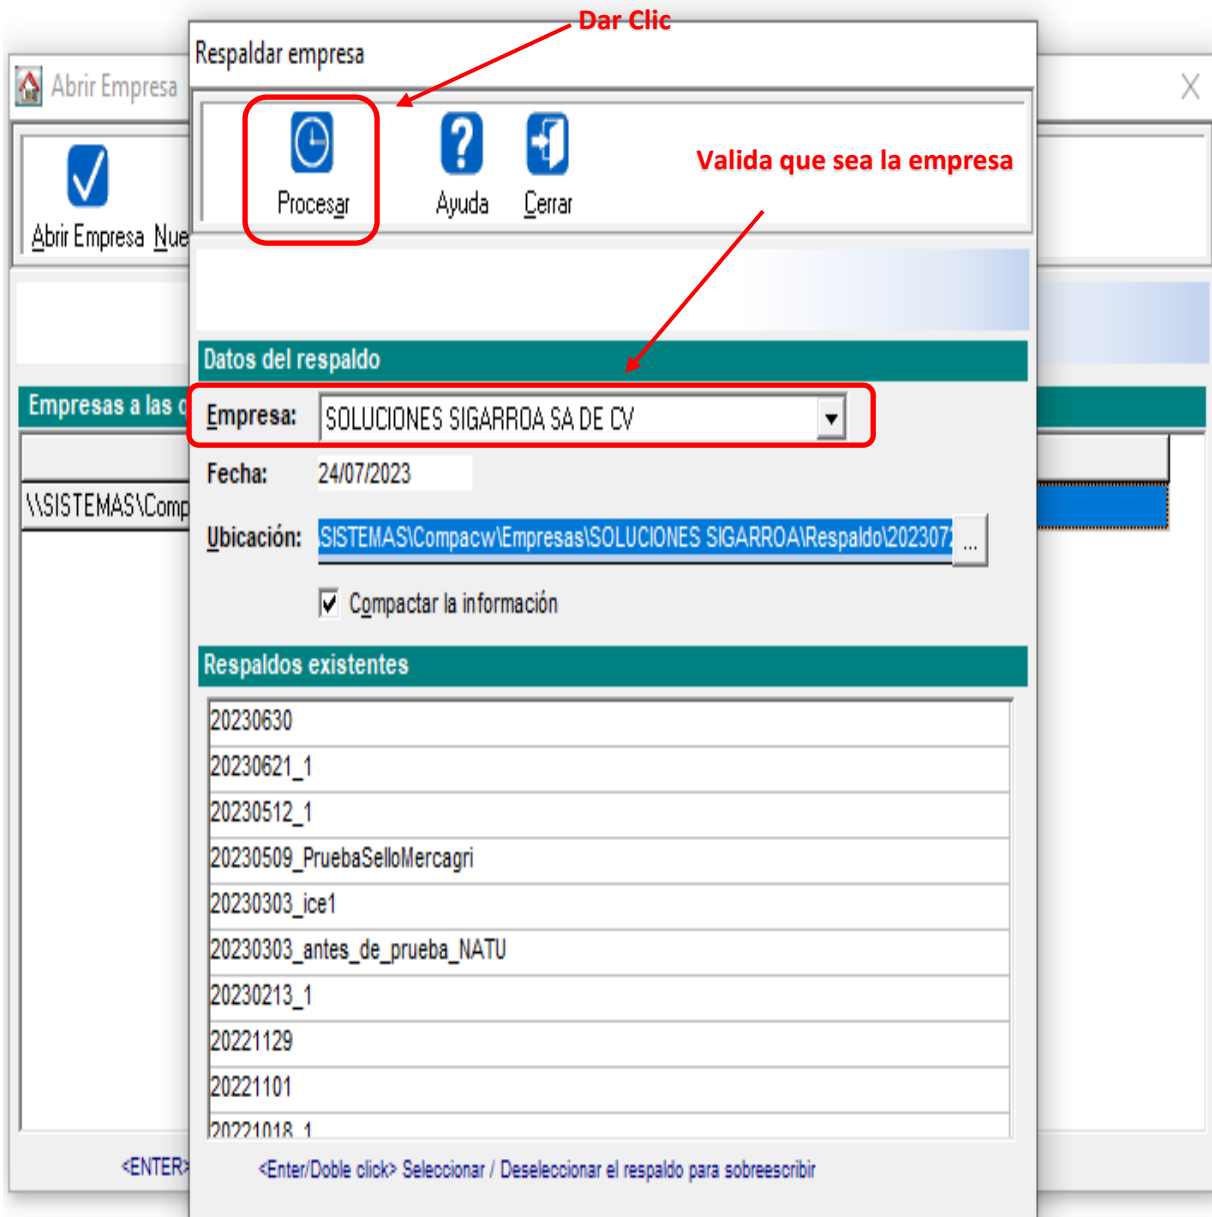 Dar Clic
Respaldar empresa
Abrir Empresa
Procesar
Ayuda
Cerrar
Valida que sea la empresa
Abrir Empresa
Nue
Datos del respaldo
Empresas a las
Empresa:
SOLUCIONES SIGARROA SA DE CV
Fecha:
24/07/2023
\\SISTEMAS\Comp
Ubicación:
SISTEMAS\Compacw\Empresas\SOLUCIONES SIGARROA\Respaldo\202307
...
Compactar la información
Respaldos existentes
20230630
20230621_1
20230512_1
20230509_PruebaSelloMercagri
20230303_ice1
20230303_antes_de_prueba_NATU
20230213_1
20221129
20221101
20221018_1
<ENTER>
<Enter/Doble click> Seleccionar / Deseleccionar el respaldo para sobreescribir